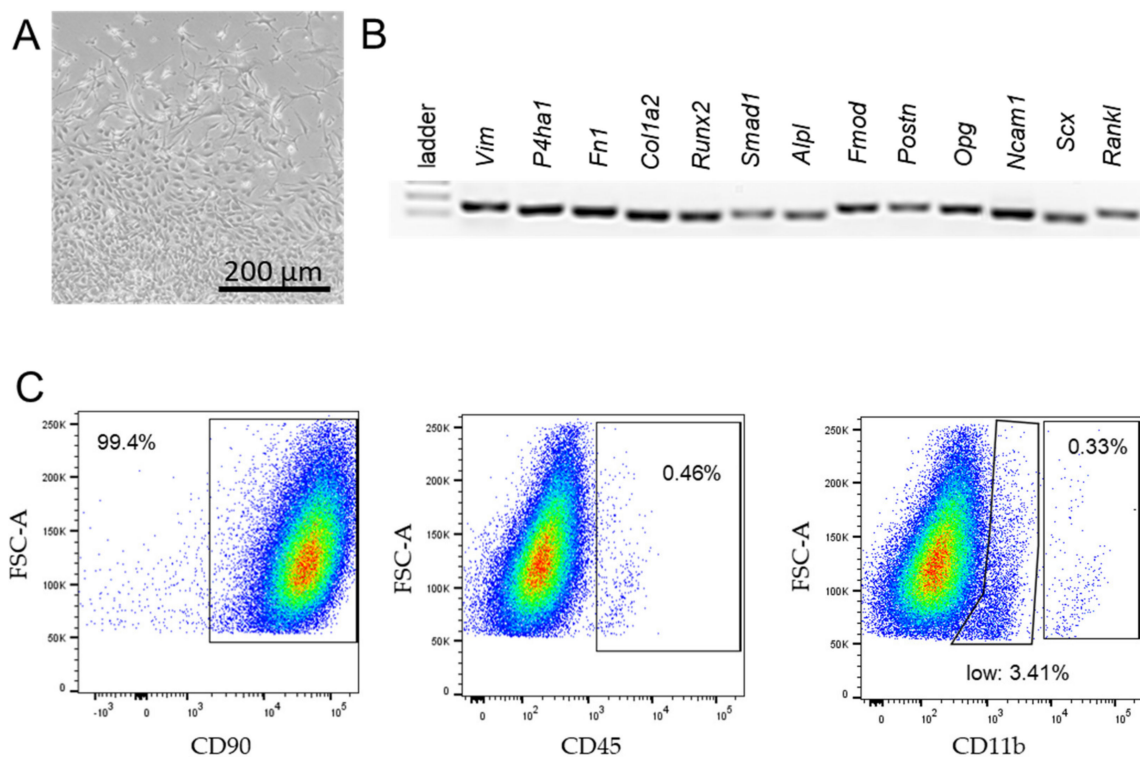 A
200 µm
B
ladder
Vim
P4ha1
Fn1
Col1a2
Runx2
Smad1
Alpl
Fmod
Postn
Opg
Ncam1
Scx
Rankl
C
FSC-A
250K
200K
150K
100K
50K
0
99.4%
-10³ 0 10⁴ 10⁵
CD90
FSC-A
250K
200K
150K
100K
50K
0
0.46%
0 10² 10³ 10⁴ 10⁵
CD45
FSC-A
250K
200K
150K
100K
50K
0
0.33%
low: 3.41%
0 10² 10³ 10⁴ 10⁵
CD11b